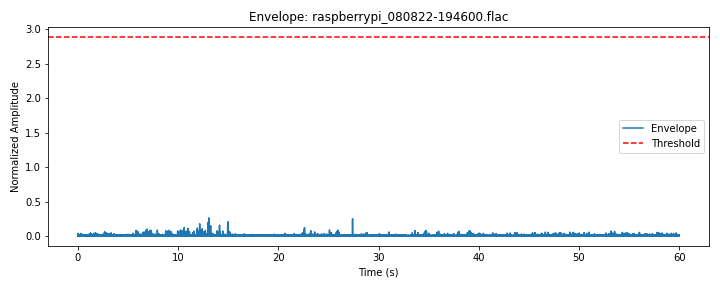 Envelope: raspberrypi_080822-194600.flac
Normalized Amplitude
3.0
2.5
2.0
1.5
1.0
0.5
0.0
Envelope
Threshold
0 10 20 30 40 50 60
Time (s)